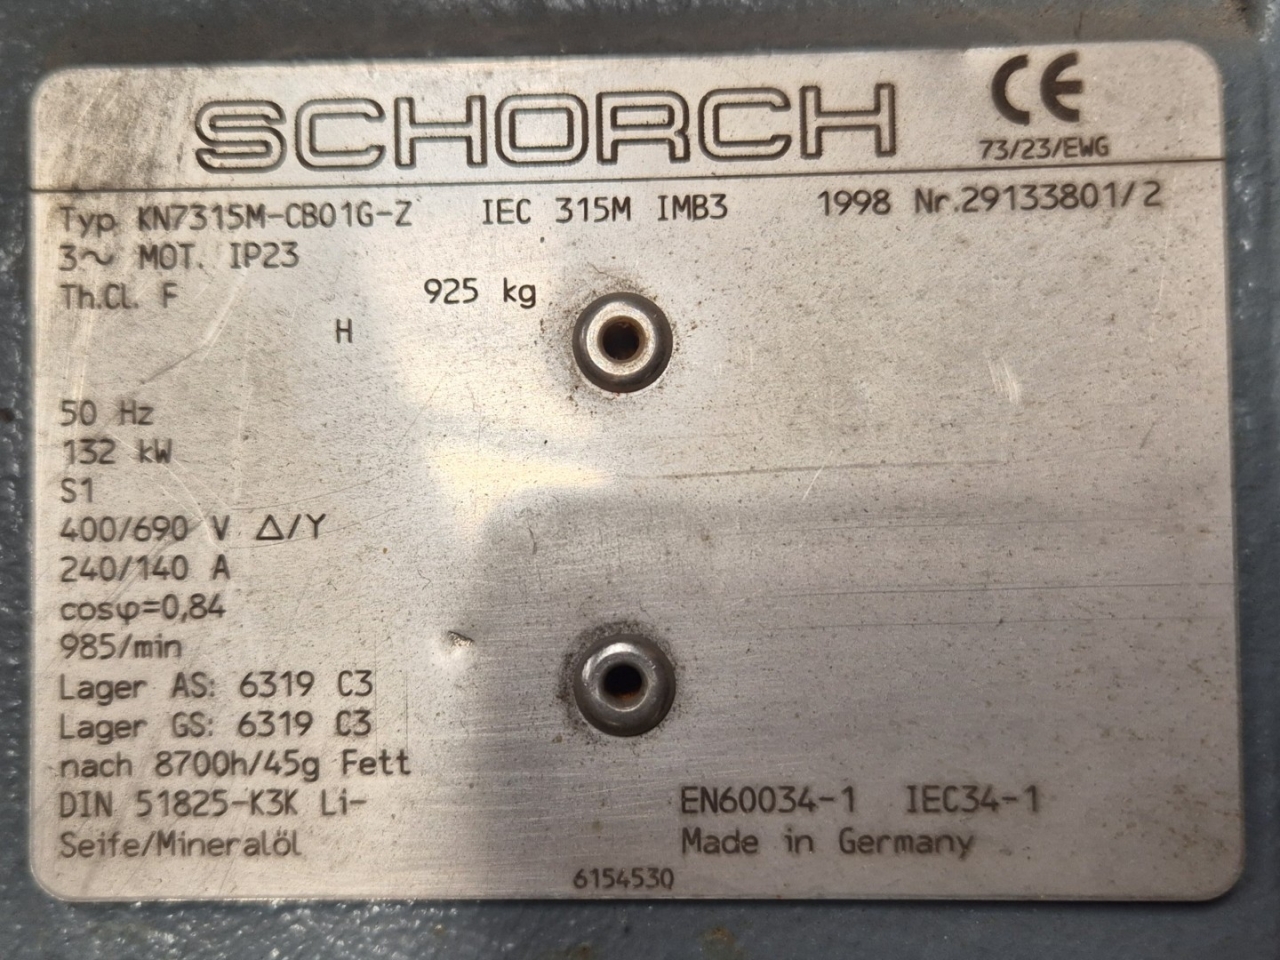 SCHORCH
CE
73/23/EWG
Typ KN7315M-CB01G-Z IEC 315M IMB3 1998 Nr.29133801/2
3~ MOT. IP23
Th.Cl. F 925 kg
H
50 Hz
132 kW
S1
400/690 V Δ/Y
240/140 A
cosφ=0,84
985/min
Lager AS: 6319 C3
Lager GS: 6319 C3
nach 8700h/45g Fett
DIN 51825-K3K Li- EN60034-1 IEC34-1
Seife/Mineralöl Made in Germany
6154530